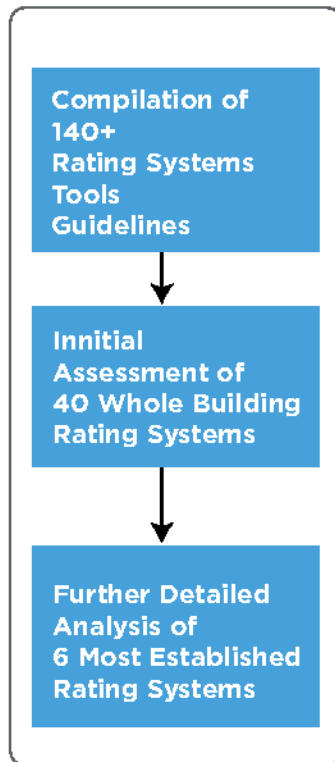 Compilation of
140+
Rating Systems
Tools
Guidelines
Innitial
Assessment of
40 Whole Building
Rating Systems
Further Detailed
Analysis of
6 Most Established
Rating Systems